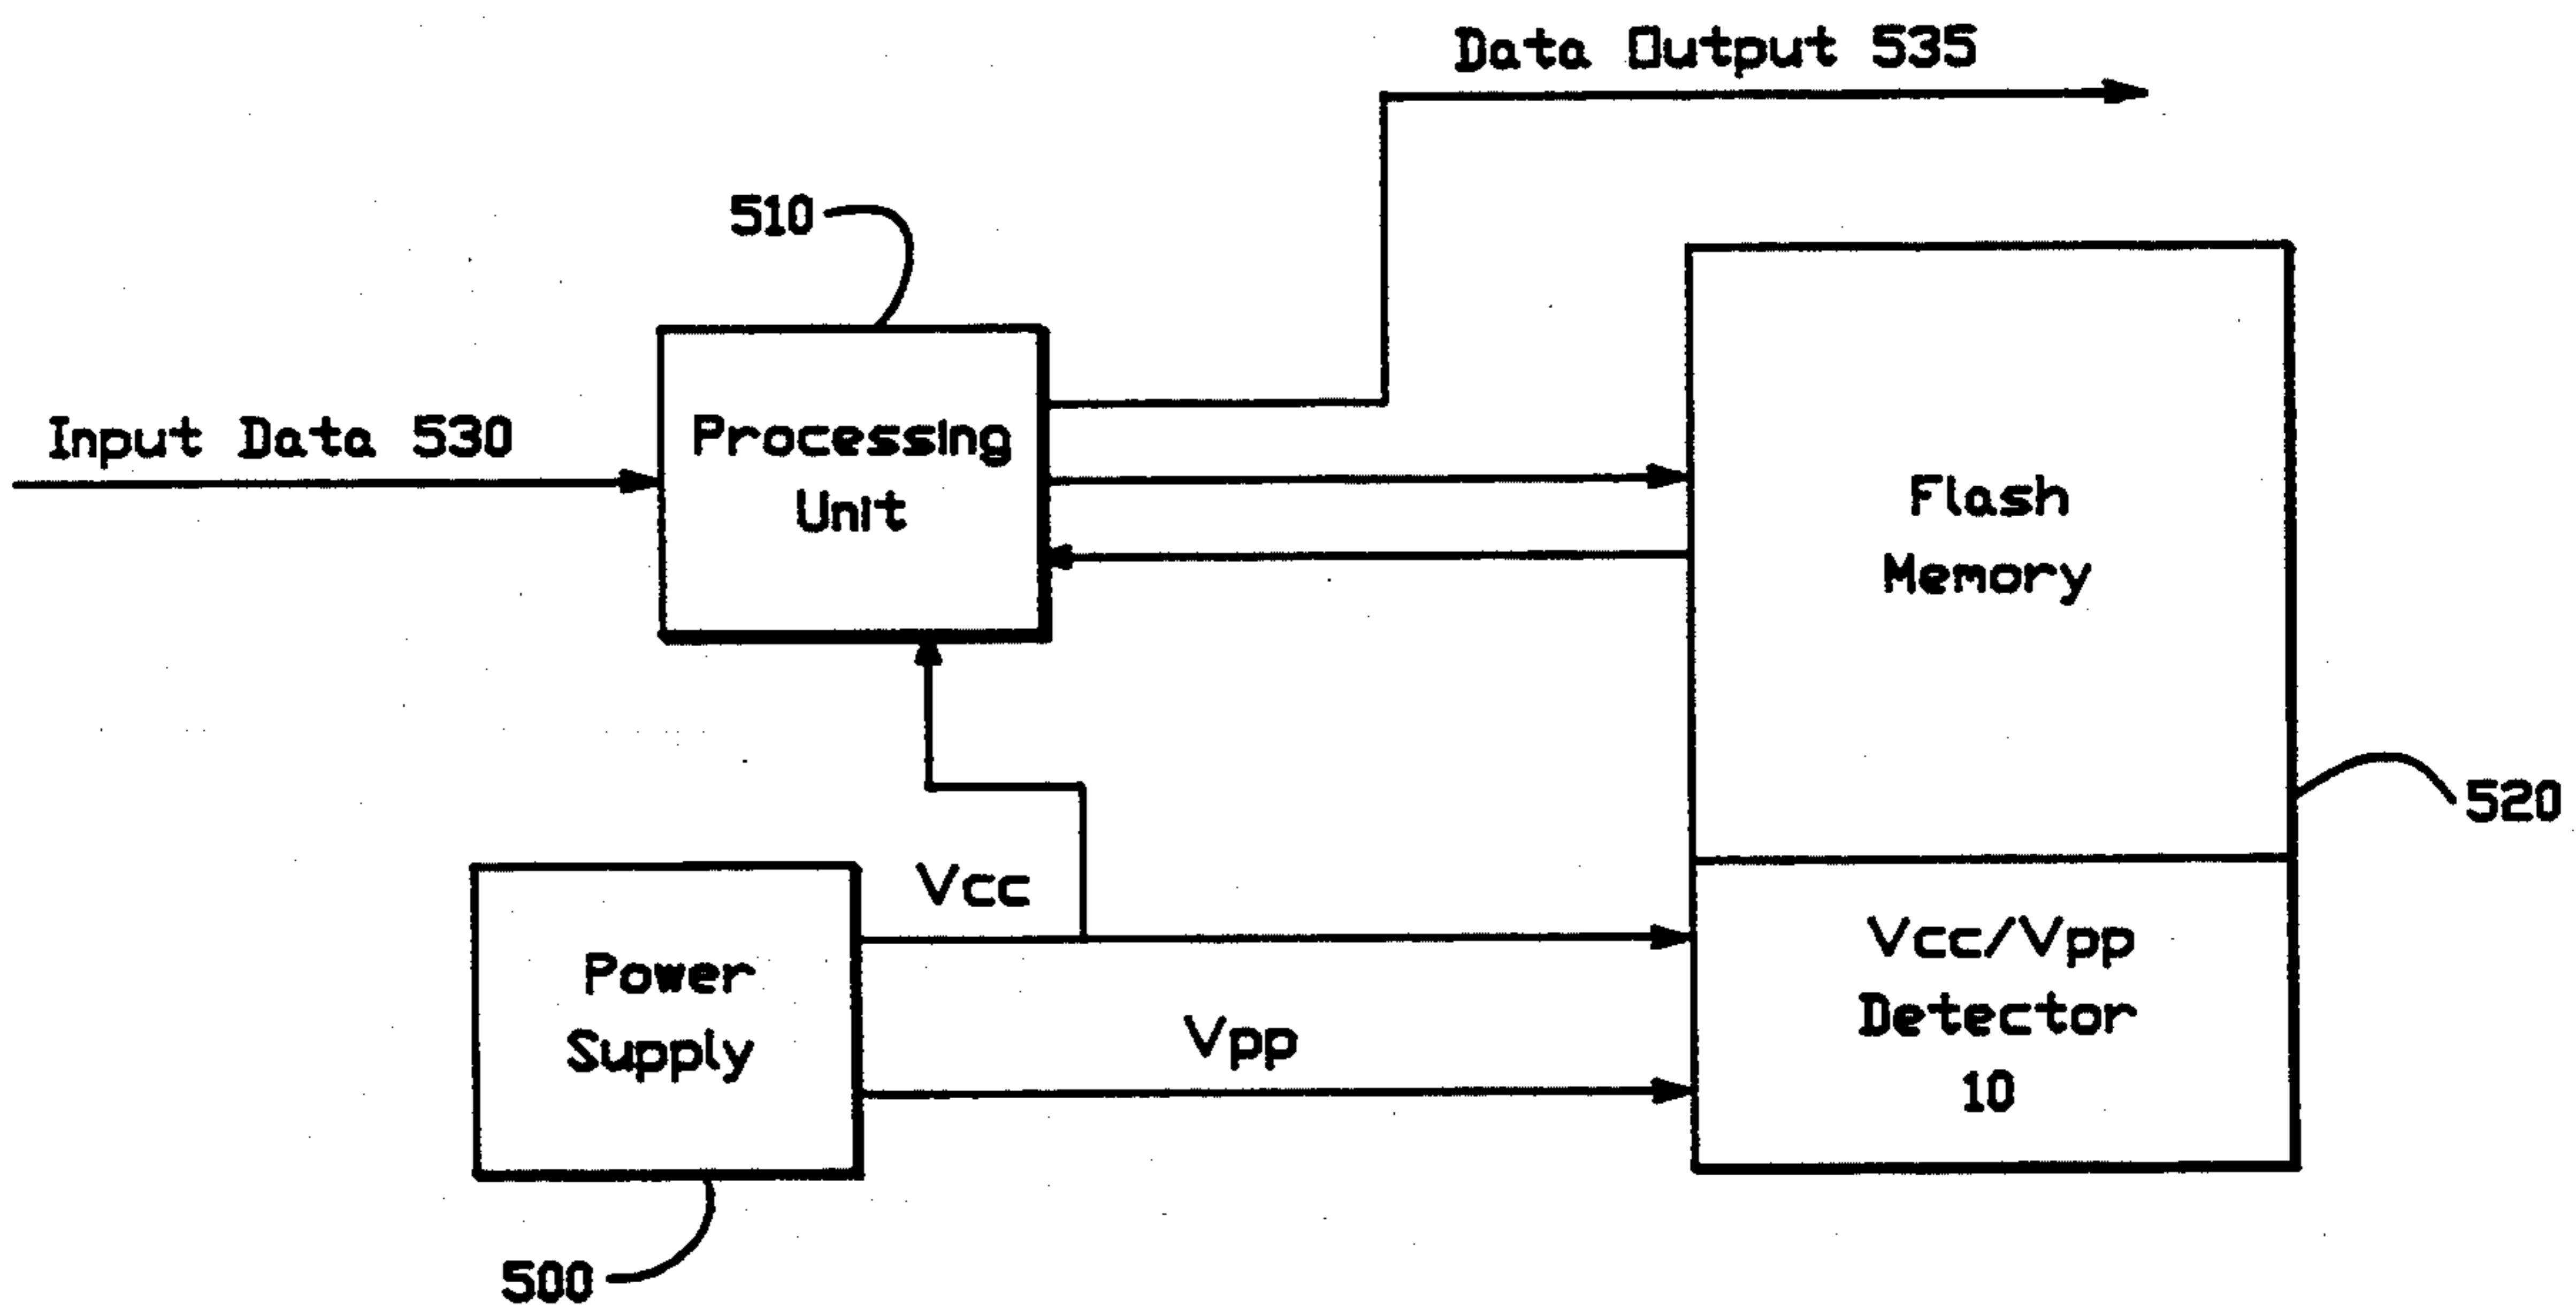 Data Output 535
510
Input Data 530
Processing
Unit
Flash
Memory
520
Vcc
Power
Supply
Vpp
Vcc/Vpp
Detector
10
500